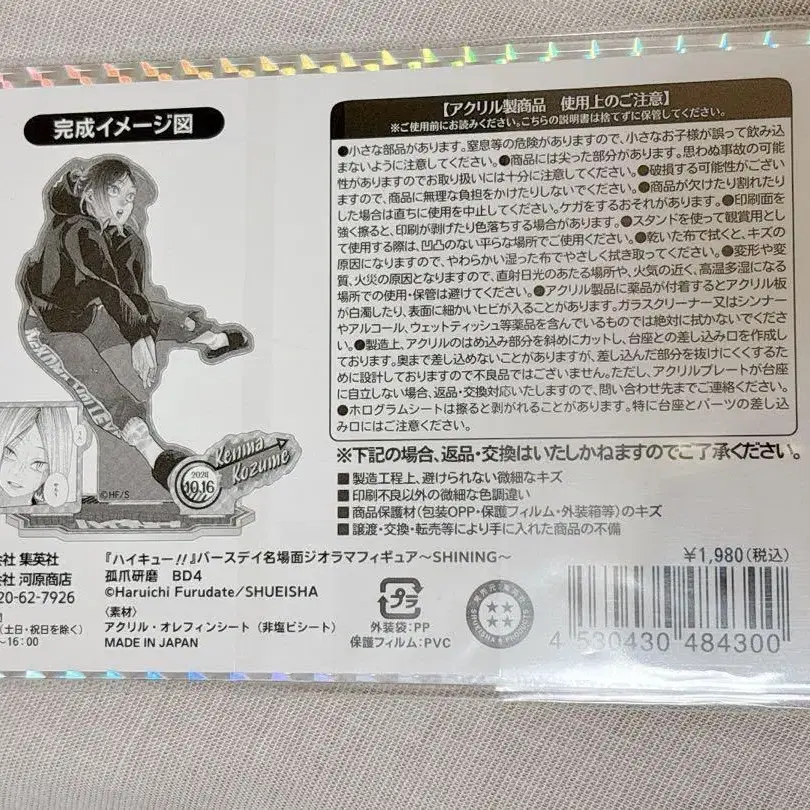 完成イメージ図
2024
10.16
Kenma
Kozume
©HF/S
【アクリル製商品 使用上のご注意】
※ご使用前にお読みください。こちらの説明書は捨てずに保管してください。
●小さな部品があります。窒息等の危険がありますので、小さなお子様が誤って飲み込
まないように注意してください。●商品には尖った部分があります。思わぬ事故の可能
性がありますのでお取り扱いには十分に注意してください。●破損する可能性がござい
ますので、商品に無理な負担をかけたりしないでください。●商品が欠けたり割れたり
した場合は直ちに使用を中止してください。ケガをするおそれがあります。●印刷面を
強く擦ると、印刷が剥げたり色落ちする場合があります。●スタンドを使って観賞用とし
て使用する際は、凹凸のない平らな場所でご使用ください。●乾いた布で拭くと、キズの
原因になりますので、やわらかい湿った布でやさしく拭き取ってください。●変形や変
質、火災の原因となりますので、直射日光のあたる場所や、火気の近く、高温多湿になる
場所での使用・保管は避けてください。●アクリル製品に薬品が付着するとアクリル板
が白濁したり、表面に細かいヒビが入ることがあります。ガラスクリーナー又はシンナー
やアルコール、ウェットティッシュ等薬品を含んでいるものでは絶対に拭かないでくださ
い。●製造上、アクリルのはめ込み部分を斜めにカットし、台座との差し込み口を作成し
ております。奥まで差し込めないことがありますが、差し込んだ部分を抜けにくくするた
めに設計しておりますので不良品ではございません。ただし、アクリルプレートが台座に
自立しない場合、返品・交換対応いたしますので、問い合わせ先までご連絡ください。
●ホログラムシートは擦ると剥がれることがあります。特に台座とパーツの差し込
み口にはご注意ください。
※下記の場合、返品・交換はいたしかねますのでご了承ください。
■製造工程上、避けられない微細なキズ
■印刷不良以外の微細な色調違い
■商品保護材(包装OPP・保護フィルム・外装箱等)のキズ
■譲渡・交換・転売等により手に入れた商品の不備
会社 集英社
会社 河原商店
20-62-7926
(土日・祝日を除く)
~16:00
『ハイキュー!!』バースデイ名場面ジオラマフィギュア~SHINING~
孤爪研磨 BD4
©Haruichi Furudate/SHUEISHA
〈素材〉
アクリル・オレフィンシート(非塩ビシート)
MADE IN JAPAN
プラ
外装袋:PP
保護フィルム:PVC
¥1,980(税込)
4 530430 484300